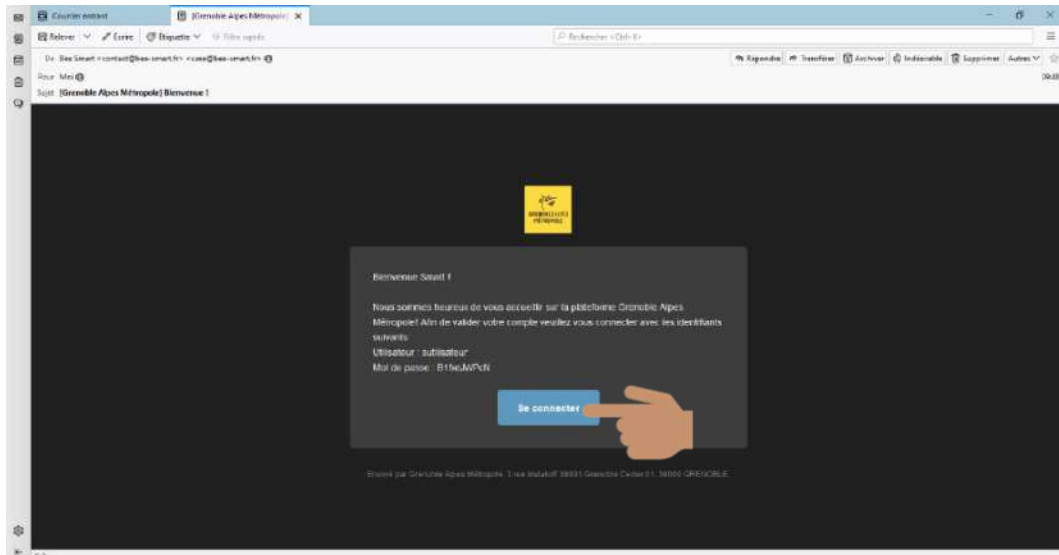 Courrier entrant
[Grenoble Alpes Métropole]
Relever
Écrire
Étiquette
Filtre rapide
Rechercher <Ctrl+K>
De Bee Smart <contact@bee-smart.fr>
Répondre
Transférer
Archiver
Indésirable
Supprimer
Autres
Pour Moi
Sujet [Grenoble Alpes Métropole] Bienvenue !
GRENOBLE ALPES
MÉTROPOLE
Bienvenue Smart !
Nous sommes heureux de vous accueillir sur la plateforme Grenoble Alpes
Métropole! Afin de valider votre compte veuillez vous connecter avec les identifiants
suivants
Utilisateur : sutilisateur
Mot de passe :
Se connecter
Envoyé par Grenoble Alpes Métropole, 3 rue Malakoff 38031 Grenoble Cedex 01, 38000 GRENOBLE